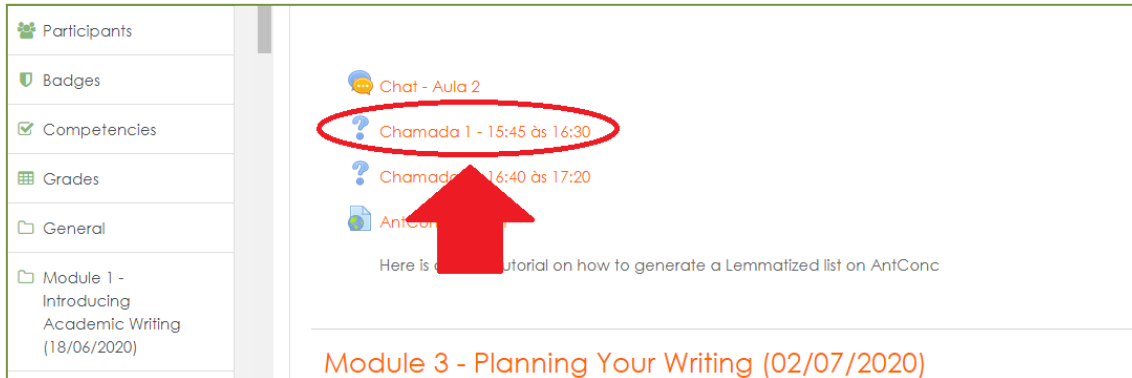 Participants
Badges
Competencies
Grades
General
Module 1 -
Introducing
Academic Writing
(18/06/2020)
Chat - Aula 2
Chamada 1 - 15:45 às 16:30
Chamada 16:40 às 17:20
Here is on how to generate a Lemmatized list on AntConc
Module 3 - Planning Your Writing (02/07/2020)